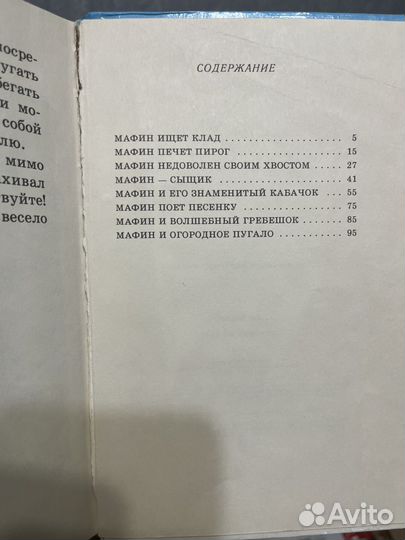 посре-
угать
бегать
и мо-
собой
лю.
мимо
хивал
твуйте!
весело
СОДЕРЖАНИЕ
МАФИН ИЩЕТ КЛАД . . . . . . . . . . . . . . 5
МАФИН ПЕЧЕТ ПИРОГ . . . . . . . . . . . . . 15
МАФИН НЕДОВОЛЕН СВОИМ ХВОСТОМ . . . . 27
МАФИН — СЫЩИК . . . . . . . . . . . . . . . 41
МАФИН И ЕГО ЗНАМЕНИТЫЙ КАБАЧОК . . . 55
МАФИН ПОЕТ ПЕСЕНКУ . . . . . . . . . . . . 75
МАФИН И ВОЛШЕБНЫЙ ГРЕБЕШОК . . . . . . 85
МАФИН И ОГОРОДНОЕ ПУГАЛО . . . . . . . . 95
Avito